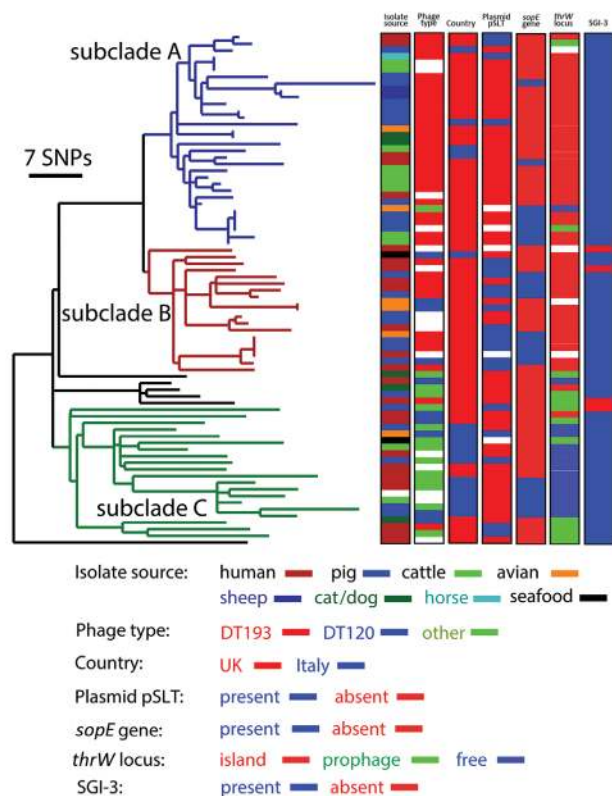 Isolate source Phage type Country Plasmid pSLT sopE gene thrW locus SGI-3
subclade A
7 SNPs
subclade B
subclade C
Isolate source: human pig cattle avian
sheep cat/dog horse seafood
Phage type: DT193 DT120 other
Country: UK Italy
Plasmid pSLT: present absent
sopE gene: present absent
thrW locus: island prophage free
SGI-3: present absent